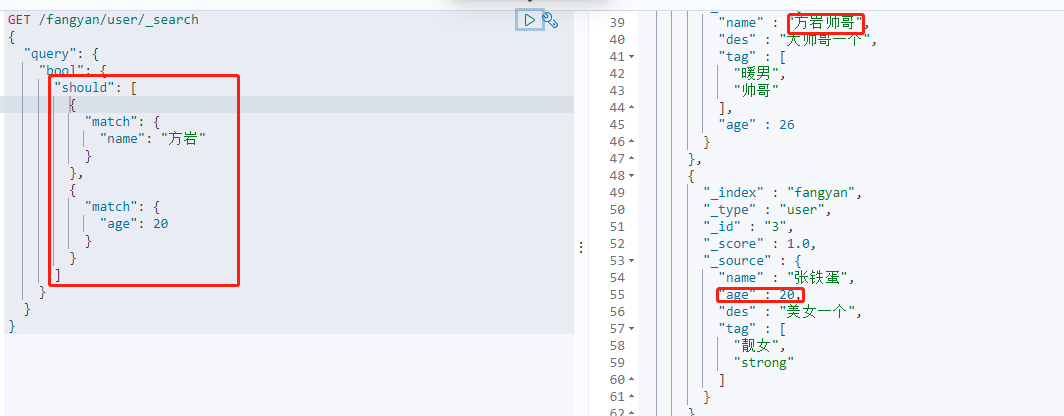 GET /fangyan/user/_search
{
"query": {
"bool": {
"should": [
{
"match": {
"name": "方岩"
}
},
{
"match": {
"age": 20
}
}
]
}
}
}
39 "name" : "方岩帅哥",
40 "des" : "大帅哥一个",
41 "tag" : [
42 "暖男",
43 "帅哥"
44 ],
45 "age" : 26
46 }
47 },
48 {
49 "_index" : "fangyan",
50 "_type" : "user",
51 "_id" : "3",
52 "_score" : 1.0,
53 "_source" : {
54 "name" : "张铁蛋",
55 "age" : 20,
56 "des" : "美女一个",
57 "tag" : [
58 "靓女",
59 "strong"
60 ]
61 }
62 }